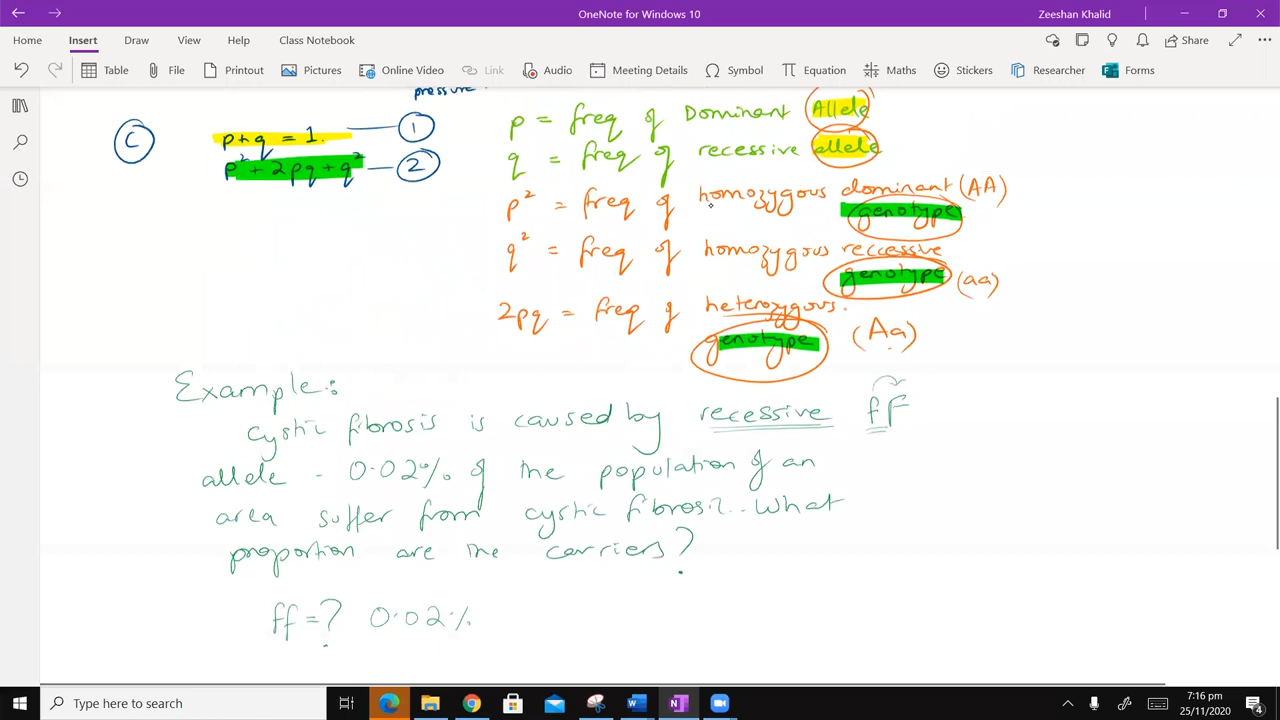 OneNote for Windows 10
Zeeshan Khalid
Home Insert Draw View Help Class Notebook
Share
Table File Printout Pictures Online Video Link Audio Meeting Details Symbol Equation Maths Stickers Researcher Forms
pressure.
C
p+q = 1. 1
p² + 2pq + q² 2
p = freq of Dominant Allele
q = freq of recessive allele
p² = freq of homozygous dominant (AA)
genotype
q² = freq of homozygous reccessive
genotype (aa)
2pq = freq of heterozygous.
genotype (Aa)
Example:
Cystic fibrosis is caused by recessive fF
allele - 0.02% of the population of an
area suffer from cystic fibrosis.. What
proportion are the carriers?
ff = ? 0.02%
Type here to search
7:16 pm
25/11/2020
4